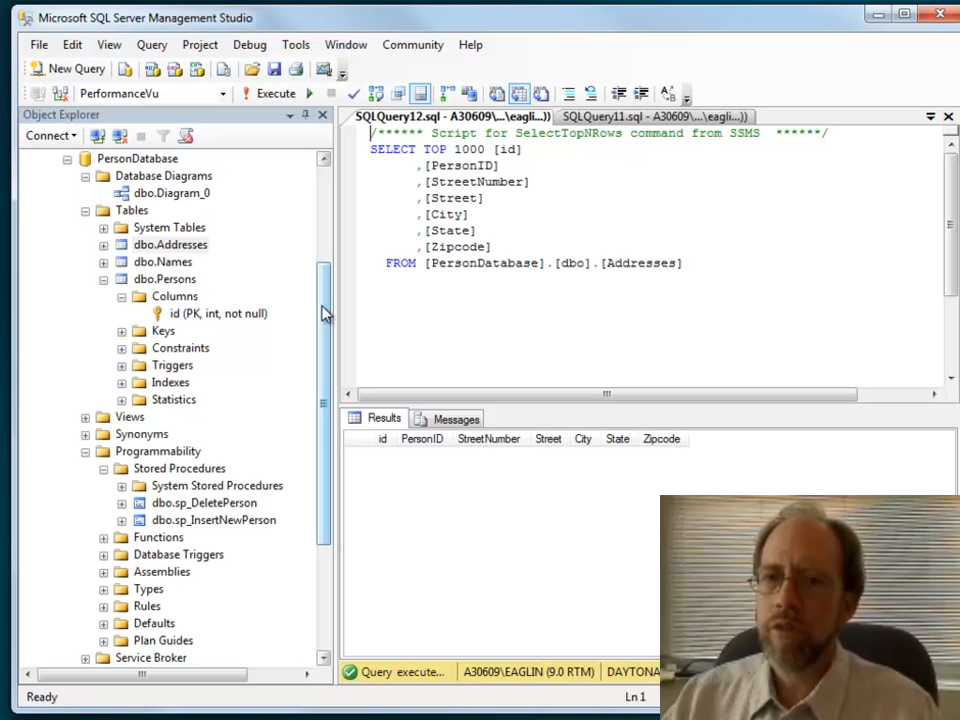 Microsoft SQL Server Management Studio
File Edit View Query Project Debug Tools Window Community Help
New Query
PerformanceVu Execute
Object Explorer
SQLQuery12.sql - A30609\...\eagli...))
SQLQuery11.sql - A30609\...\eagli...))
Connect
PersonDatabase
Database Diagrams
dbo.Diagram_0
Tables
System Tables
dbo.Addresses
dbo.Names
dbo.Persons
Columns
id (PK, int, not null)
Keys
Constraints
Triggers
Indexes
Statistics
Views
Synonyms
Programmability
Stored Procedures
System Stored Procedures
dbo.sp_DeletePerson
dbo.sp_InsertNewPerson
Functions
Database Triggers
Assemblies
Types
Rules
Defaults
Plan Guides
Service Broker
/****** Script for SelectTopNRows command from SSMS ******/
SELECT TOP 1000 [id]
,[PersonID]
,[StreetNumber]
,[Street]
,[City]
,[State]
,[Zipcode]
FROM [PersonDatabase].[dbo].[Addresses]
Results Messages
id PersonID StreetNumber Street City State Zipcode
Query execute... A30609\EAGLIN (9.0 RTM) DAYTONA
Ready Ln 1